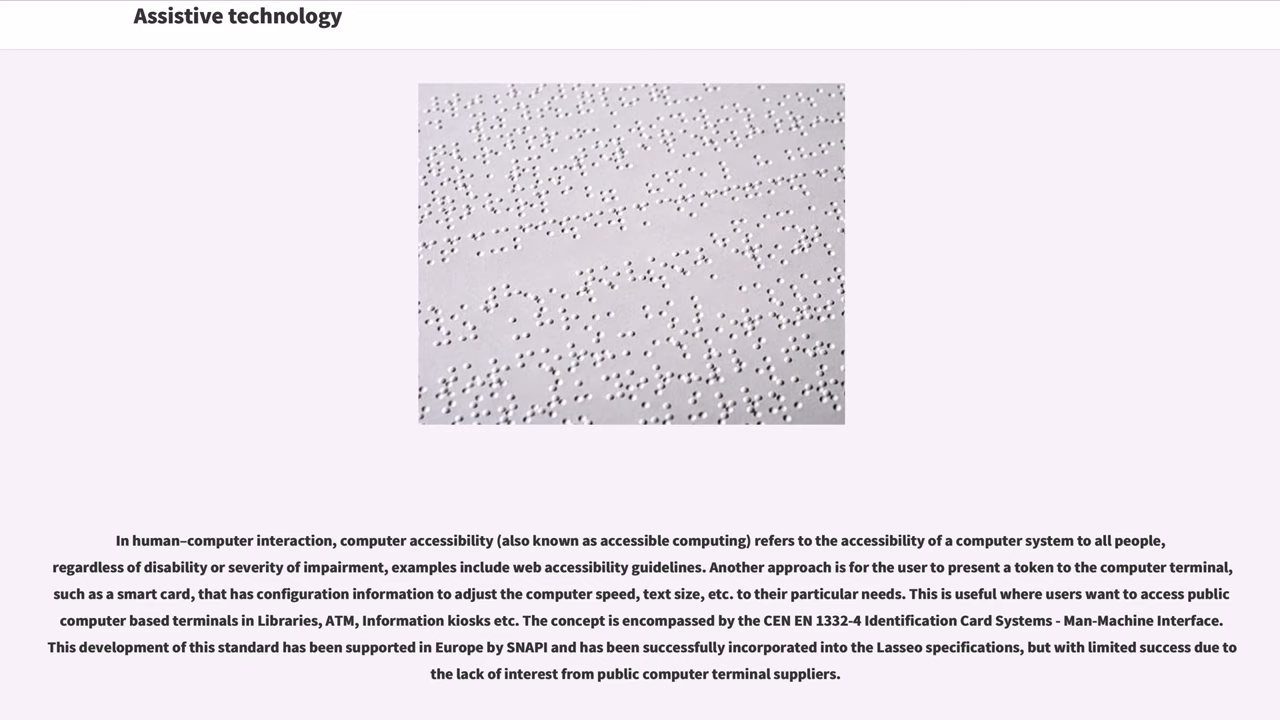 Assistive technology
In human–computer interaction, computer accessibility (also known as accessible computing) refers to the accessibility of a computer system to all people,
regardless of disability or severity of impairment, examples include web accessibility guidelines. Another approach is for the user to present a token to the computer terminal,
such as a smart card, that has configuration information to adjust the computer speed, text size, etc. to their particular needs. This is useful where users want to access public
computer based terminals in Libraries, ATM, Information kiosks etc. The concept is encompassed by the CEN EN 1332-4 Identification Card Systems - Man-Machine Interface.
This development of this standard has been supported in Europe by SNAPI and has been successfully incorporated into the Lasseo specifications, but with limited success due to
the lack of interest from public computer terminal suppliers.